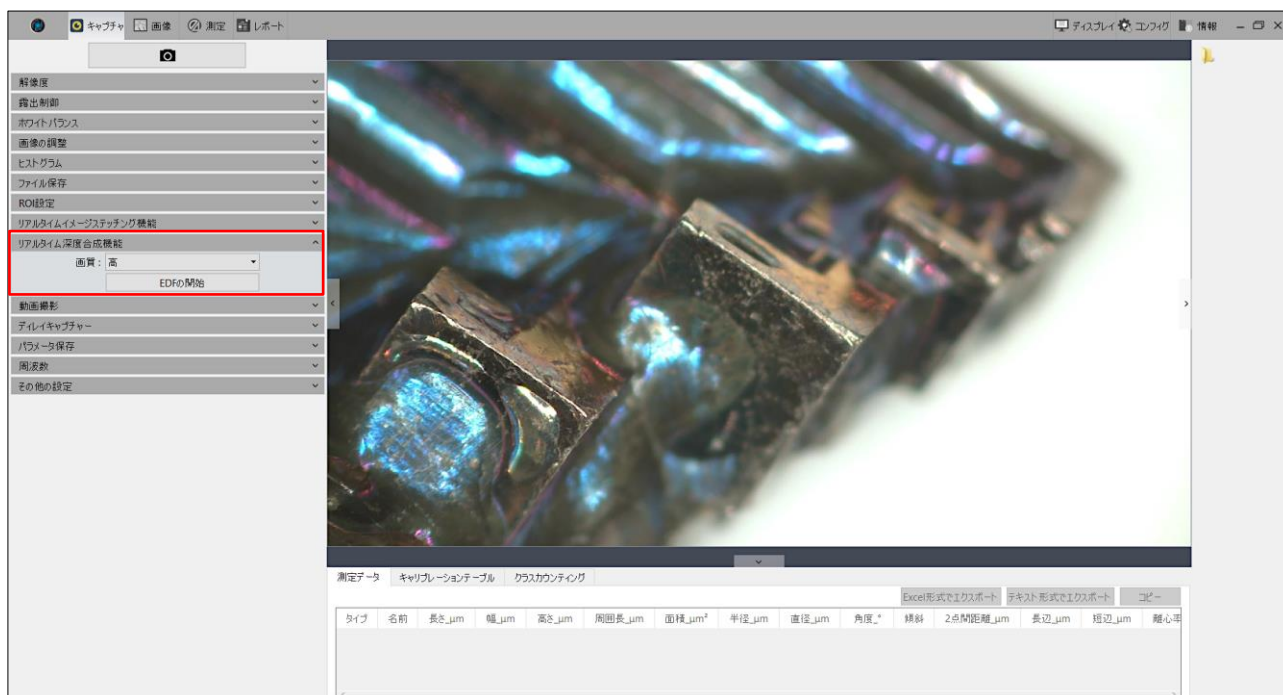 キャプチャ 画像 測定 レポート ディスプレイ コンフィグ 情報
解像度
露出制御
ホワイトバランス
画像の調整
ヒストグラム
ファイル保存
ROI設定
リアルタイムイメージステッチング機能
リアルタイム深度合成機能
画質: 高
EDFの開始
動画撮影
ディレイキャプチャー
パラメータ保存
周波数
その他の設定
測定データ キャリブレーションテーブル クラスカウンティング
Excel形式でエクスポート テキスト形式でエクスポート コピー
タイプ 名前 長さ_μm 幅_μm 高さ_μm 周囲長_μm 面積_μm² 半径_μm 直径_μm 角度_° 傾斜 2点間距離_μm 長辺_μm 短辺_μm 離心率